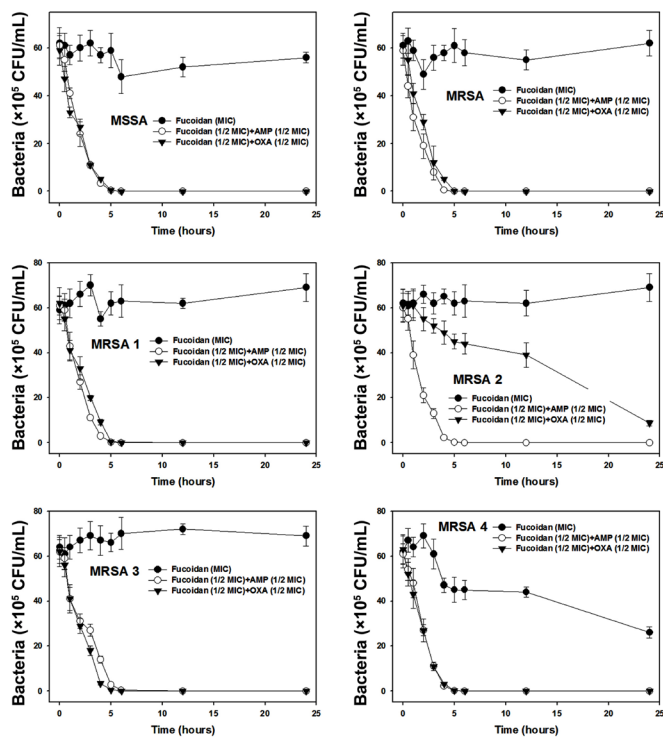 Bacteria (×10⁵ CFU/mL)
80
60
40
20
0
MSSA
Fucoidan (MIC)
Fucoidan (1/2 MIC)+AMP (1/2 MIC)
Fucoidan (1/2 MIC)+OXA (1/2 MIC)
0 5 10 15 20 25
Time (hours)
Bacteria (×10⁵ CFU/mL)
80
60
40
20
0
MRSA
Fucoidan (MIC)
Fucoidan (1/2 MIC)+AMP (1/2 MIC)
Fucoidan (1/2 MIC)+OXA (1/2 MIC)
0 5 10 15 20 25
Time (hours)
Bacteria (×10⁵ CFU/mL)
80
60
40
20
0
MRSA 1
Fucoidan (MIC)
Fucoidan (1/2 MIC)+AMP (1/2 MIC)
Fucoidan (1/2 MIC)+OXA (1/2 MIC)
0 5 10 15 20 25
Time (hours)
Bacteria (×10⁵ CFU/mL)
80
60
40
20
0
MRSA 2
Fucoidan (MIC)
Fucoidan (1/2 MIC)+AMP (1/2 MIC)
Fucoidan (1/2 MIC)+OXA (1/2 MIC)
0 5 10 15 20 25
Time (hours)
Bacteria (×10⁵ CFU/mL)
80
60
40
20
0
MRSA 3
Fucoidan (MIC)
Fucoidan (1/2 MIC)+AMP (1/2 MIC)
Fucoidan (1/2 MIC)+OXA (1/2 MIC)
0 5 10 15 20 25
Time (hours)
Bacteria (×10⁵ CFU/mL)
80
60
40
20
0
MRSA 4
Fucoidan (MIC)
Fucoidan (1/2 MIC)+AMP (1/2 MIC)
Fucoidan (1/2 MIC)+OXA (1/2 MIC)
0 5 10 15 20 25
Time (hours)